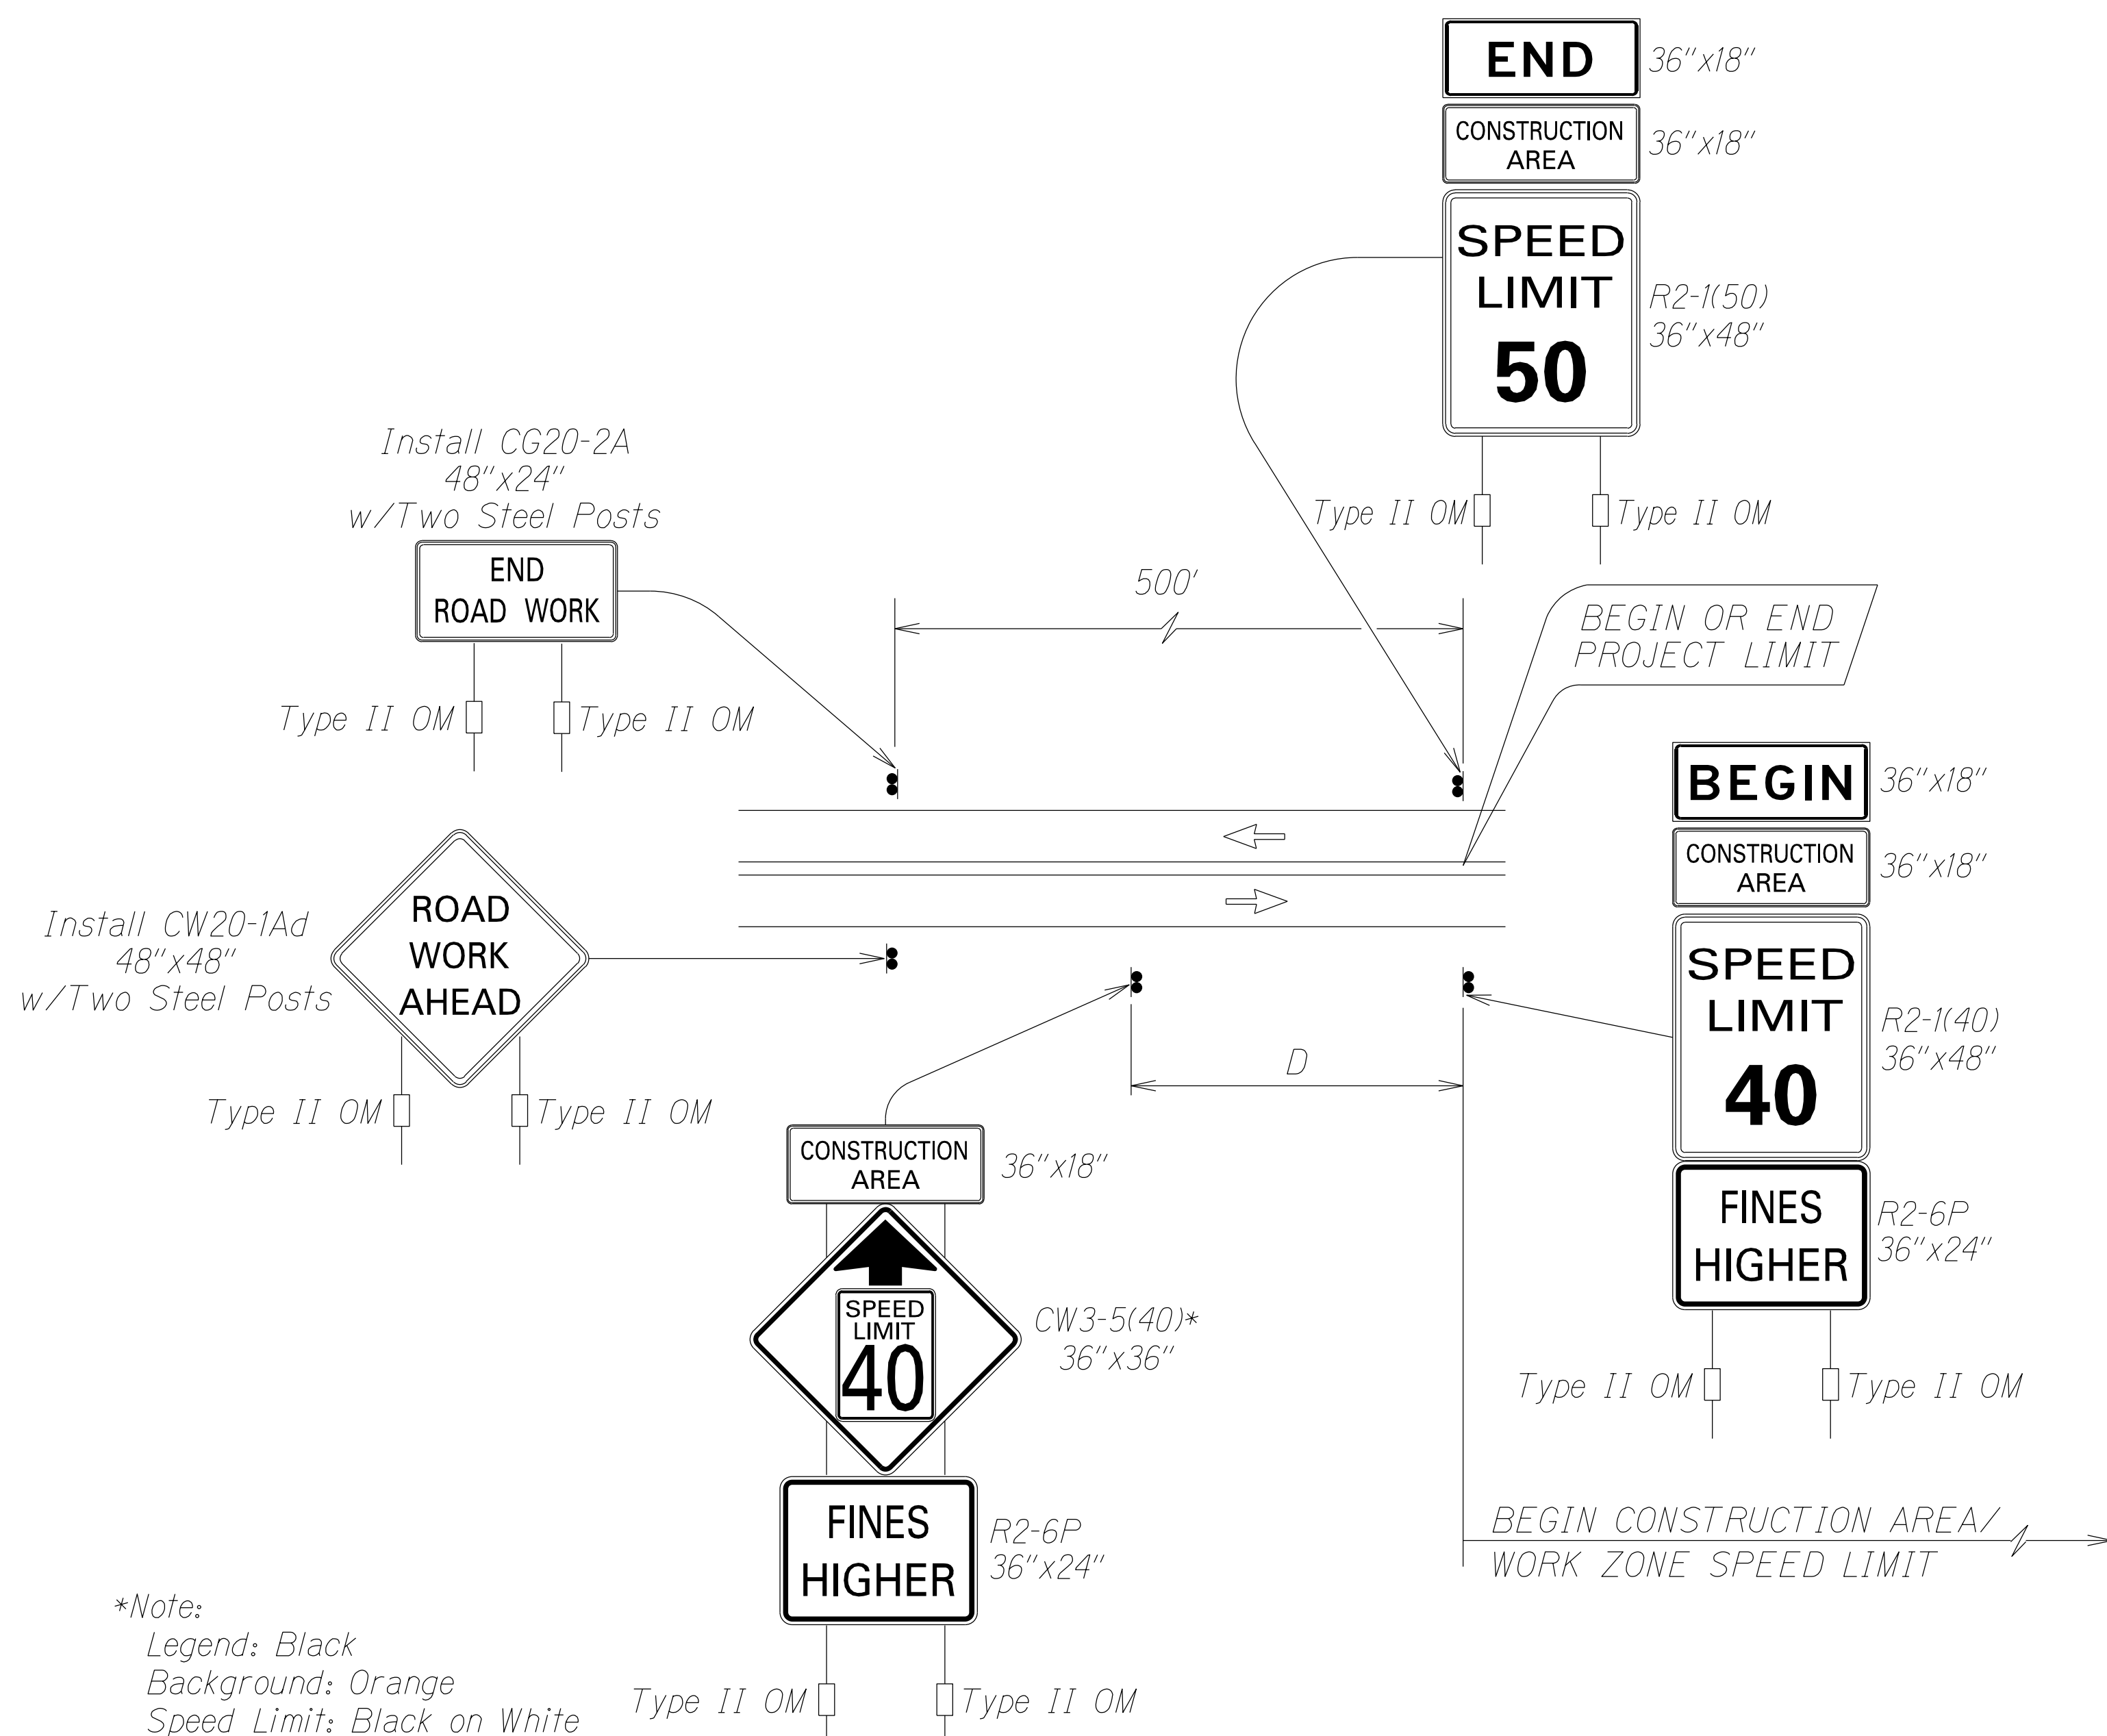 END
36"x18"
CONSTRUCTION
AREA
36"x18"
SPEED
LIMIT
50
R2-1(50)
36"x48"
Type II OM
Type II OM
Install CG20-2A
48"x24"
w/Two Steel Posts
END
ROAD WORK
Type II OM
Type II OM
500'
BEGIN OR END
PROJECT LIMIT
BEGIN
36"x18"
CONSTRUCTION
AREA
36"x18"
SPEED
LIMIT
40
R2-1(40)
36"x48"
FINES
HIGHER
R2-6P
36"x24"
Type II OM
Type II OM
Install CW20-1Ad
48"x48"
w/Two Steel Posts
ROAD
WORK
AHEAD
Type II OM
Type II OM
D
CONSTRUCTION
AREA
36"x18"
SPEED
LIMIT
40
CW3-5(40)*
36"x36"
FINES
HIGHER
R2-6P
36"x24"
Type II OM
Type II OM
BEGIN CONSTRUCTION AREA/
WORK ZONE SPEED LIMIT
*Note:
Legend: Black
Background: Orange
Speed Limit: Black on White